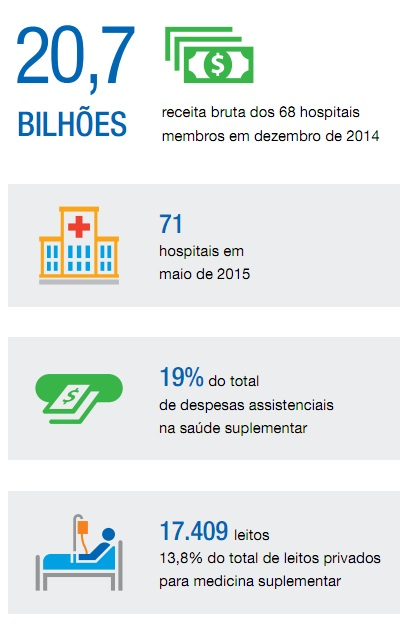 20,7
BILHÕES
receita bruta dos 68 hospitais
membros em dezembro de 2014
71
hospitais em
maio de 2015
19% do total
de despesas assistenciais
na saúde suplementar
17.409 leitos
13,8% do total de leitos privados
para medicina suplementar